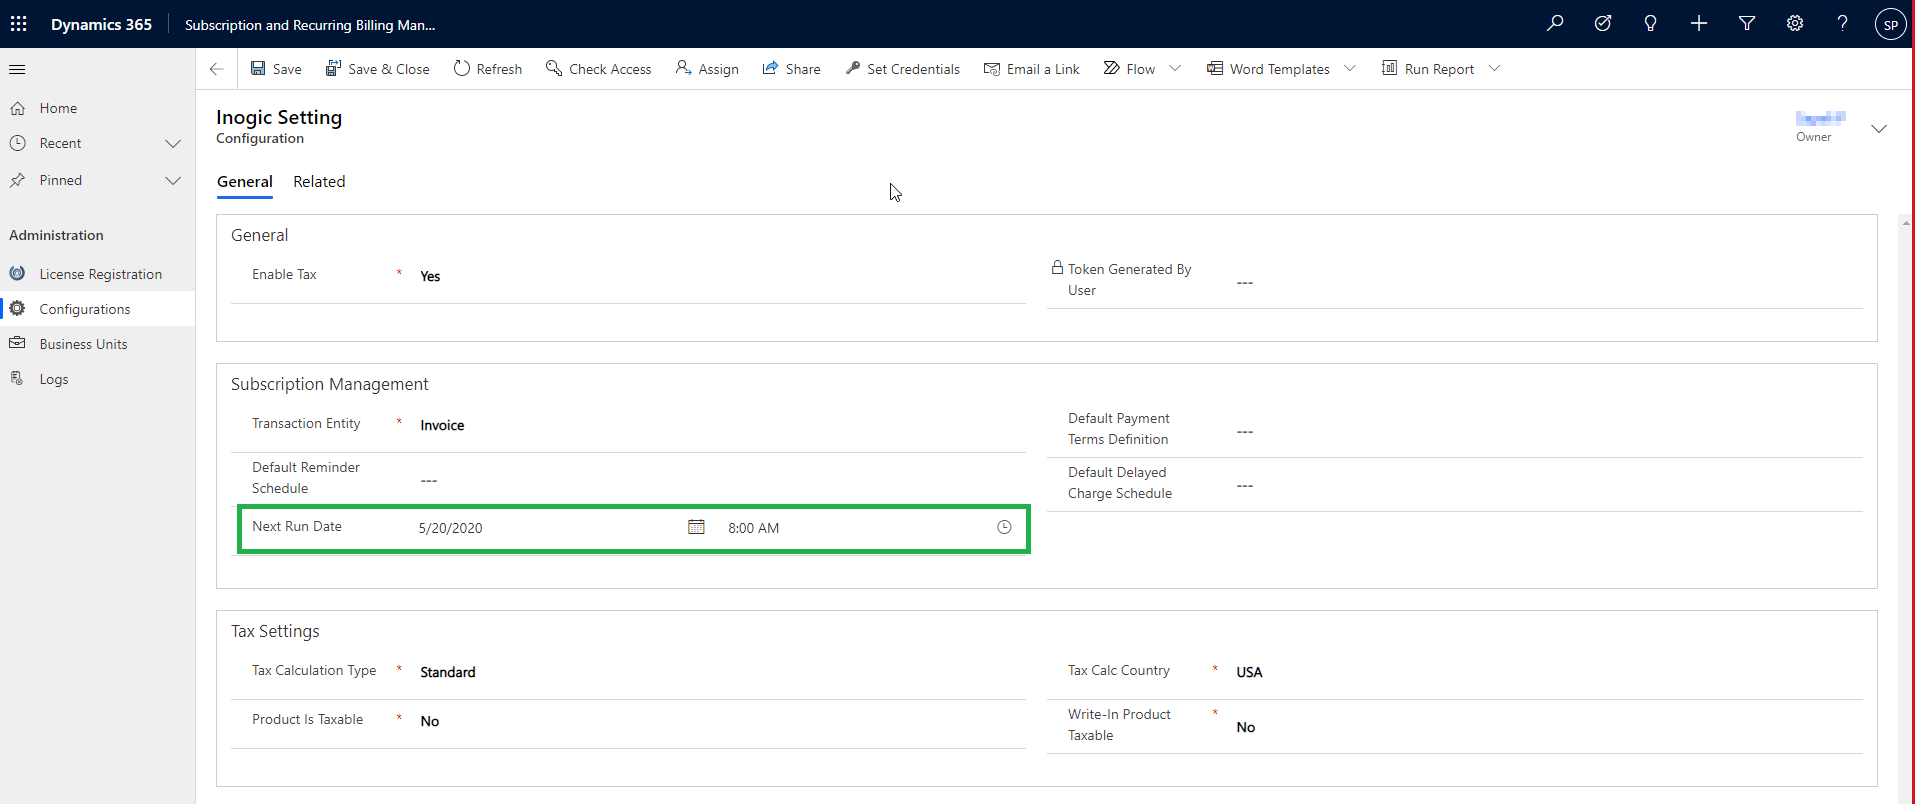 Dynamics 365 Subscription and Recurring Billing Man... SP
Save Save & Close Refresh Check Access Assign Share Set Credentials Email a Link Flow Word Templates Run Report
Home
Recent
Pinned
Administration
License Registration
Configurations
Business Units
Logs
Inogic Setting
Configuration
Owner
General Related
General
Enable Tax * Yes
Token Generated By
User ---
Subscription Management
Transaction Entity * Invoice
Default Payment
Terms Definition ---
Default Reminder
Schedule ---
Default Delayed
Charge Schedule ---
Next Run Date 5/20/2020 8:00 AM
Tax Settings
Tax Calculation Type * Standard
Tax Calc Country * USA
Product Is Taxable * No
Write-In Product
Taxable * No